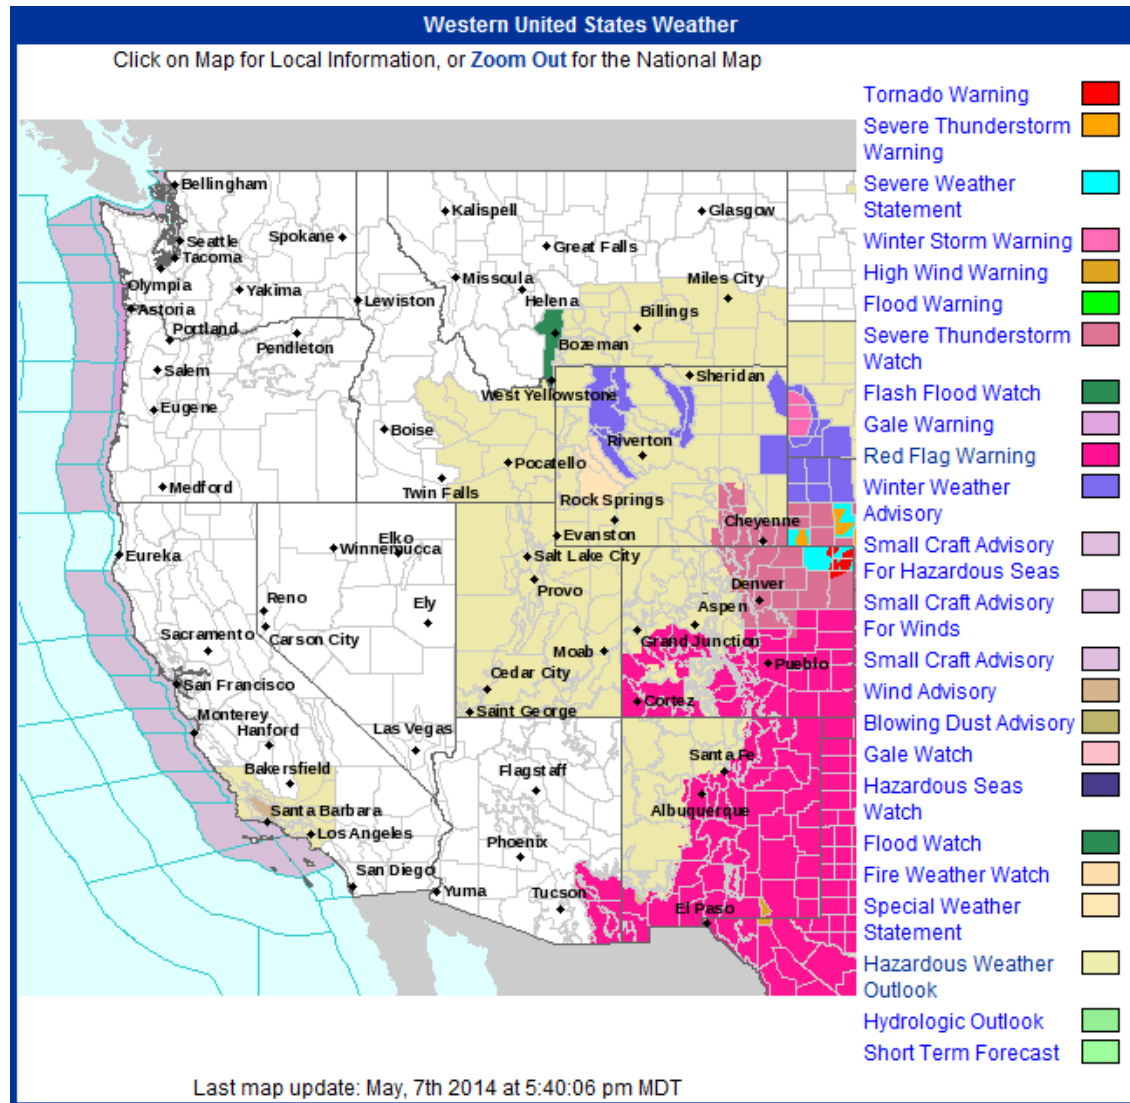 Western United States Weather
Click on Map for Local Information, or Zoom Out for the National Map
Tornado Warning
Severe Thunderstorm
Warning
Severe Weather
Statement
Winter Storm Warning
High Wind Warning
Flood Warning
Severe Thunderstorm
Watch
Flash Flood Watch
Gale Warning
Red Flag Warning
Winter Weather
Advisory
Small Craft Advisory
For Hazardous Seas
Small Craft Advisory
For Winds
Small Craft Advisory
Wind Advisory
Blowing Dust Advisory
Gale Watch
Hazardous Seas
Watch
Flood Watch
Fire Weather Watch
Special Weather
Statement
Hazardous Weather
Outlook
Hydrologic Outlook
Short Term Forecast
Bellingham
Kalispell
Glasgow
Seattle
Spokane
Great Falls
Tacoma
Missoula
Miles City
Olympia
Yakima
Lewiston
Helena
Astoria
Billings
Portland
Pendleton
Bozeman
Salem
Sheridan
West Yellowstone
Eugene
Boise
Riverton
Pocatello
Medford
Twin Falls
Rock Springs
Cheyenne
Elko
Evanston
Eureka
Winnemucca
Salt Lake City
Provo
Denver
Reno
Ely
Aspen
Sacramento
Carson City
Grand Junction
Moab
Pueblo
Cedar City
San Francisco
Cortez
Monterey
Saint George
Hanford
Las Vegas
Santa Fe
Bakersfield
Flagstaff
Santa Barbara
Albuquerque
Los Angeles
Phoenix
San Diego
Yuma
Tucson
El Paso
Last map update: May, 7th 2014 at 5:40:06 pm MDT